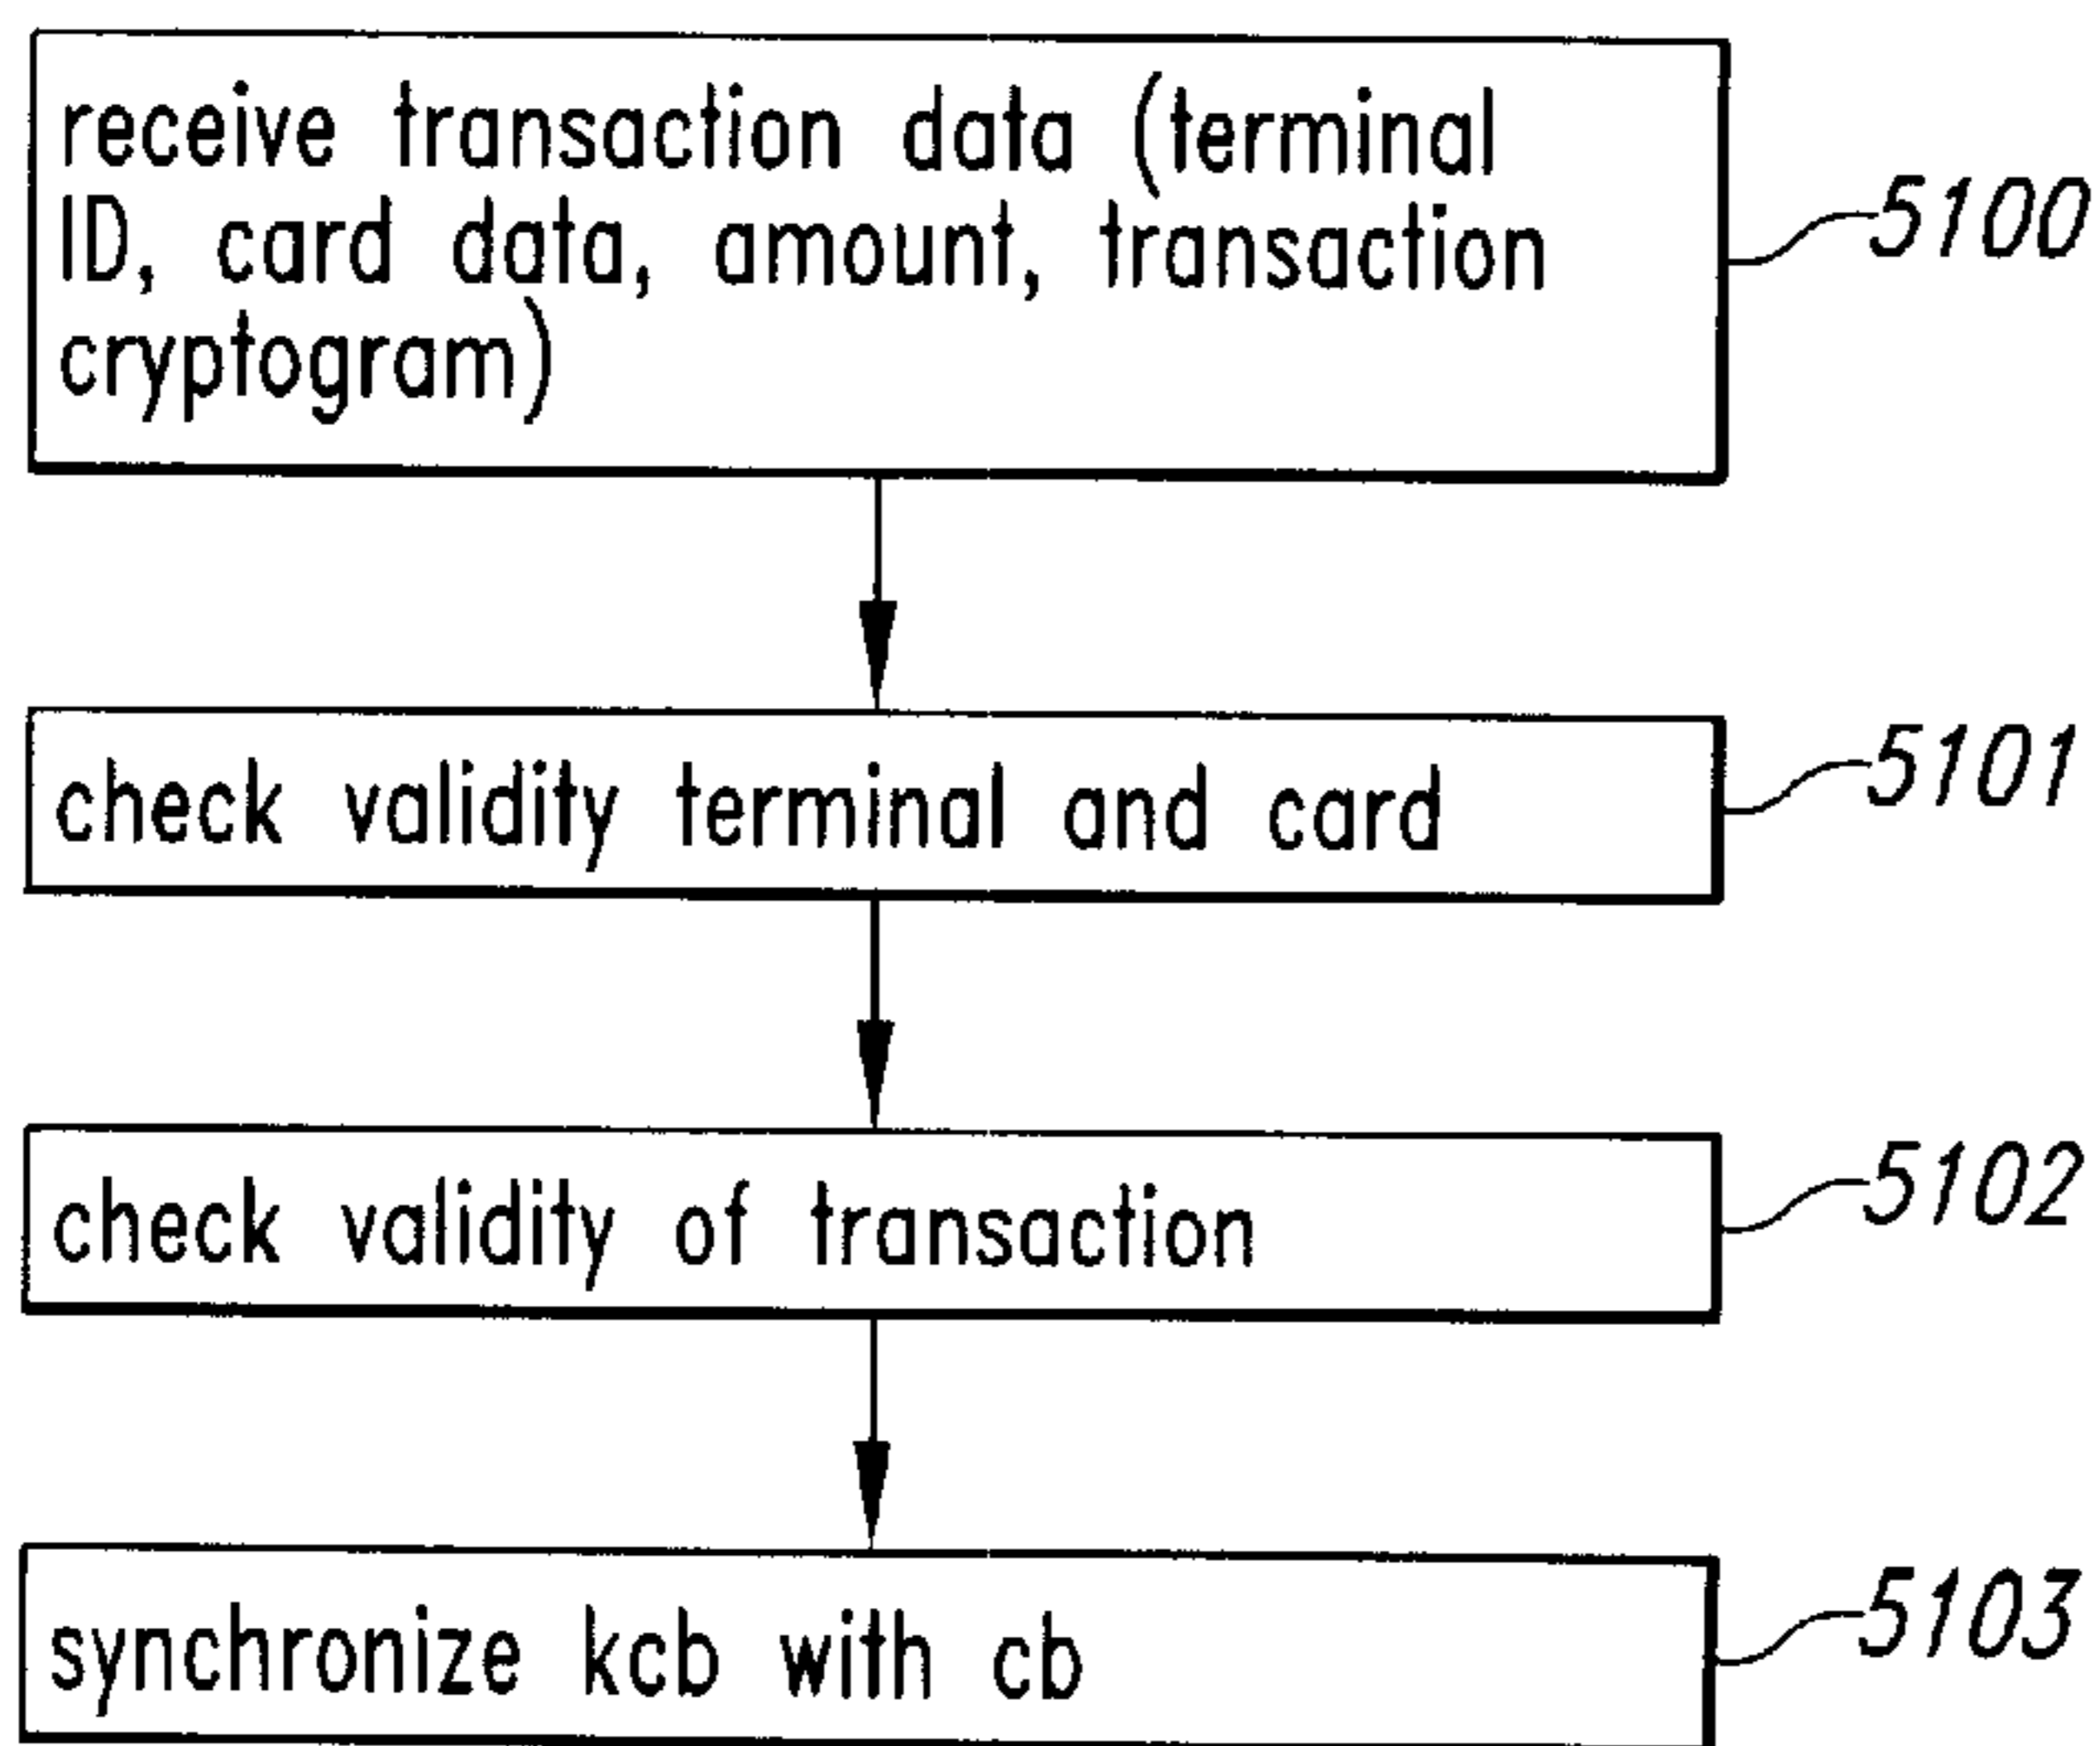 receive transaction data (terminal
ID, card data, amount, transaction
cryptogram)
5100
check validity terminal and card
5101
check validity of transaction
5102
synchronize kcb with cb
5103